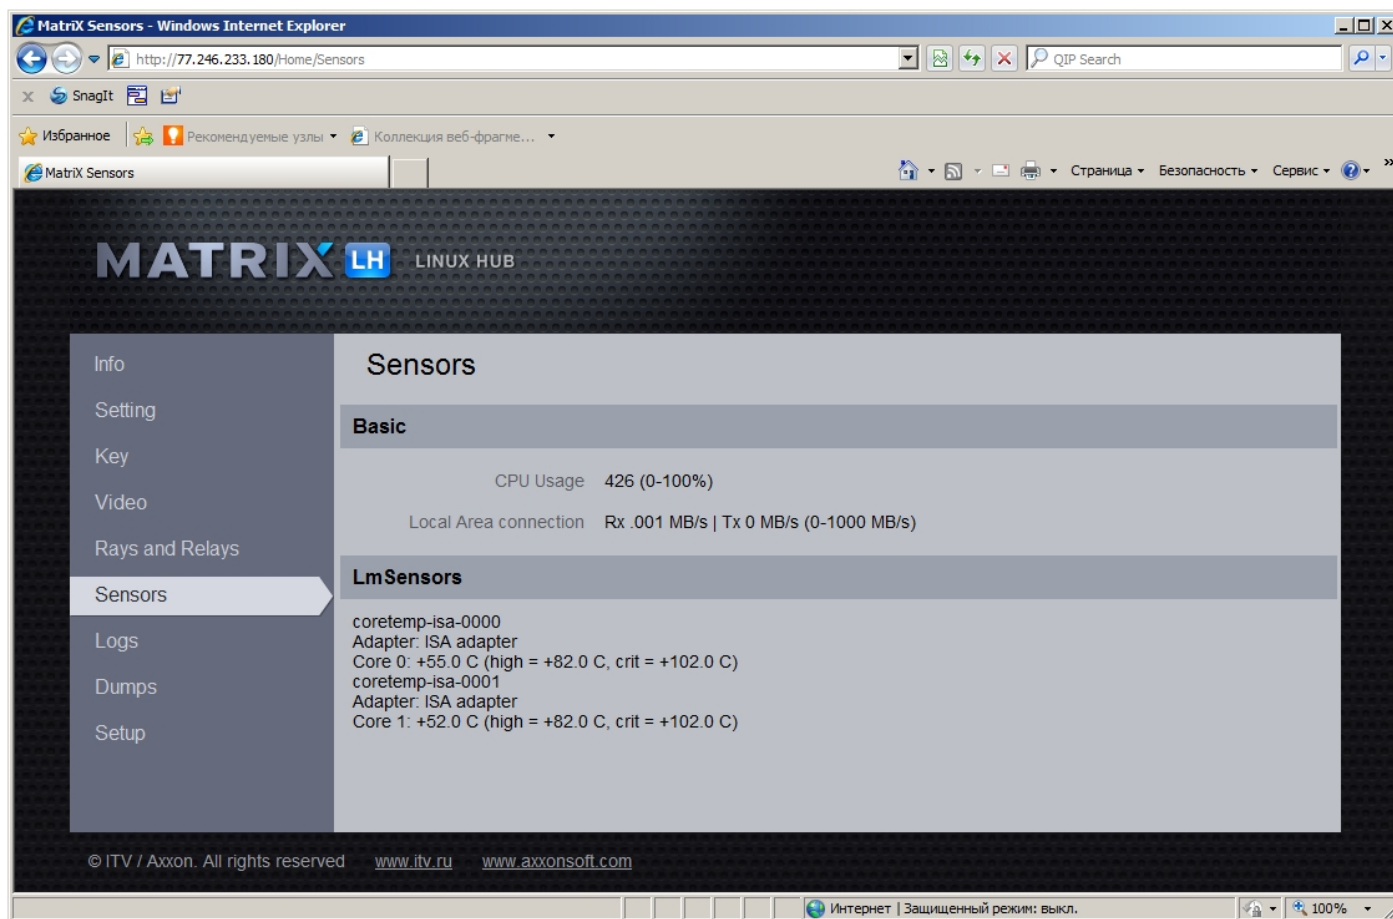 MatriX Sensors - Windows Internet Explorer
http://77.246.233.180/Home/Sensors
QIP Search
x SnagIt
Избранное Рекомендуемые узлы Коллекция веб-фрагме...
MatriX Sensors
Страница Безопасность Сервис »
MATRIX LH LINUX HUB
Info
Setting
Key
Video
Rays and Relays
Sensors
Logs
Dumps
Setup
Sensors
Basic
CPU Usage 426 (0-100%)
Local Area connection Rx .001 MB/s | Tx 0 MB/s (0-1000 MB/s)
LmSensors
coretemp-isa-0000
Adapter: ISA adapter
Core 0: +55.0 C (high = +82.0 C, crit = +102.0 C)
coretemp-isa-0001
Adapter: ISA adapter
Core 1: +52.0 C (high = +82.0 C, crit = +102.0 C)
© ITV / Axxon. All rights reserved www.itv.ru www.axxonsoft.com
Интернет | Защищенный режим: выкл. 100%